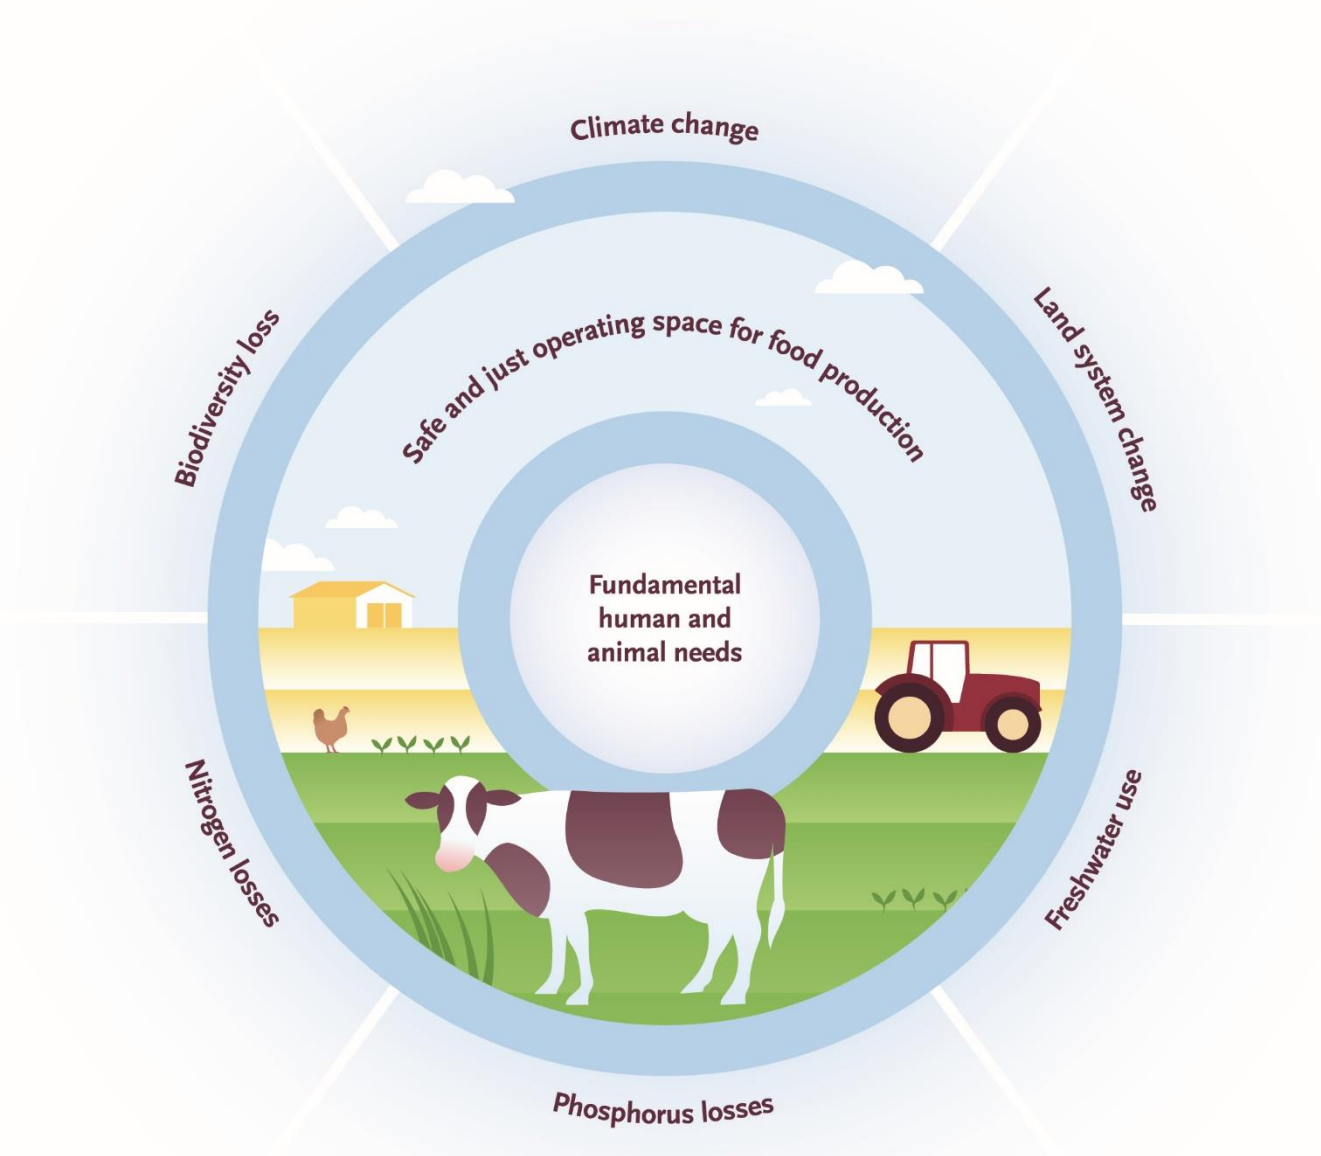 Climate change
Land system change
Freshwater use
Phosphorus losses
Nitrogen losses
Biodiversity loss
Safe and just operating space for food production
Fundamental
human and
animal needs